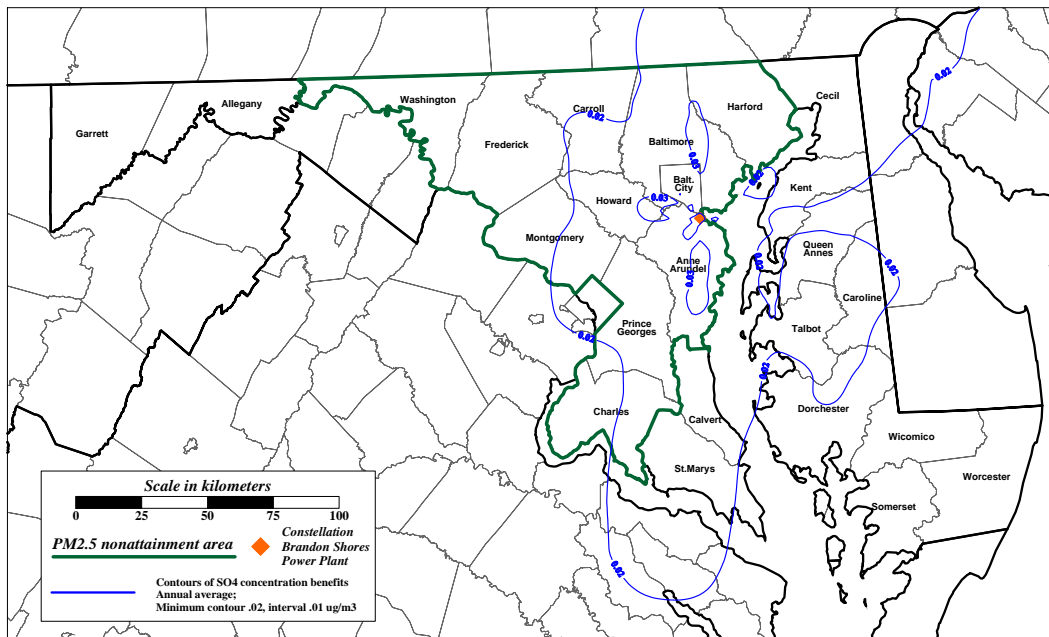 0.02
Cecil
Washington
Allegany
Harford
Carroll
0.02
Garrett
Baltimore
Frederick
0.03
Balt.
City
0.02
Kent
0.03
Howard
Montgomery
Queen
Annes
Anne
Arundel
0.03
0.02
0.02
Caroline
Prince
Georges
Talbot
0.02
0.02
Charles
Calvert
Dorchester
Wicomico
St.Marys
Worcester
Somerset
0.02
Scale in kilometers
0 25 50 75 100
PM2.5 nonattainment area
Constellation
Brandon Shores
Power Plant
Contours of SO4 concentration benefits
Annual average;
Minimum contour .02, interval .01 ug/m3